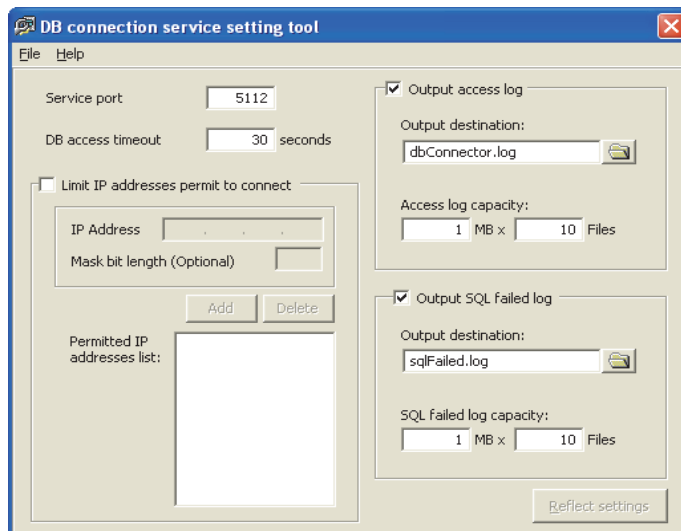 DB connection service setting tool
File Help
Service port 5112
DB access timeout 30 seconds
Limit IP addresses permit to connect
IP Address . . .
Mask bit length (Optional)
Add Delete
Permitted IP
addresses list:
Output access log
Output destination:
dbConnector.log
Access log capacity:
1 MB x 10 Files
Output SQL failed log
Output destination:
sqlFailed.log
SQL failed log capacity:
1 MB x 10 Files
Reflect settings